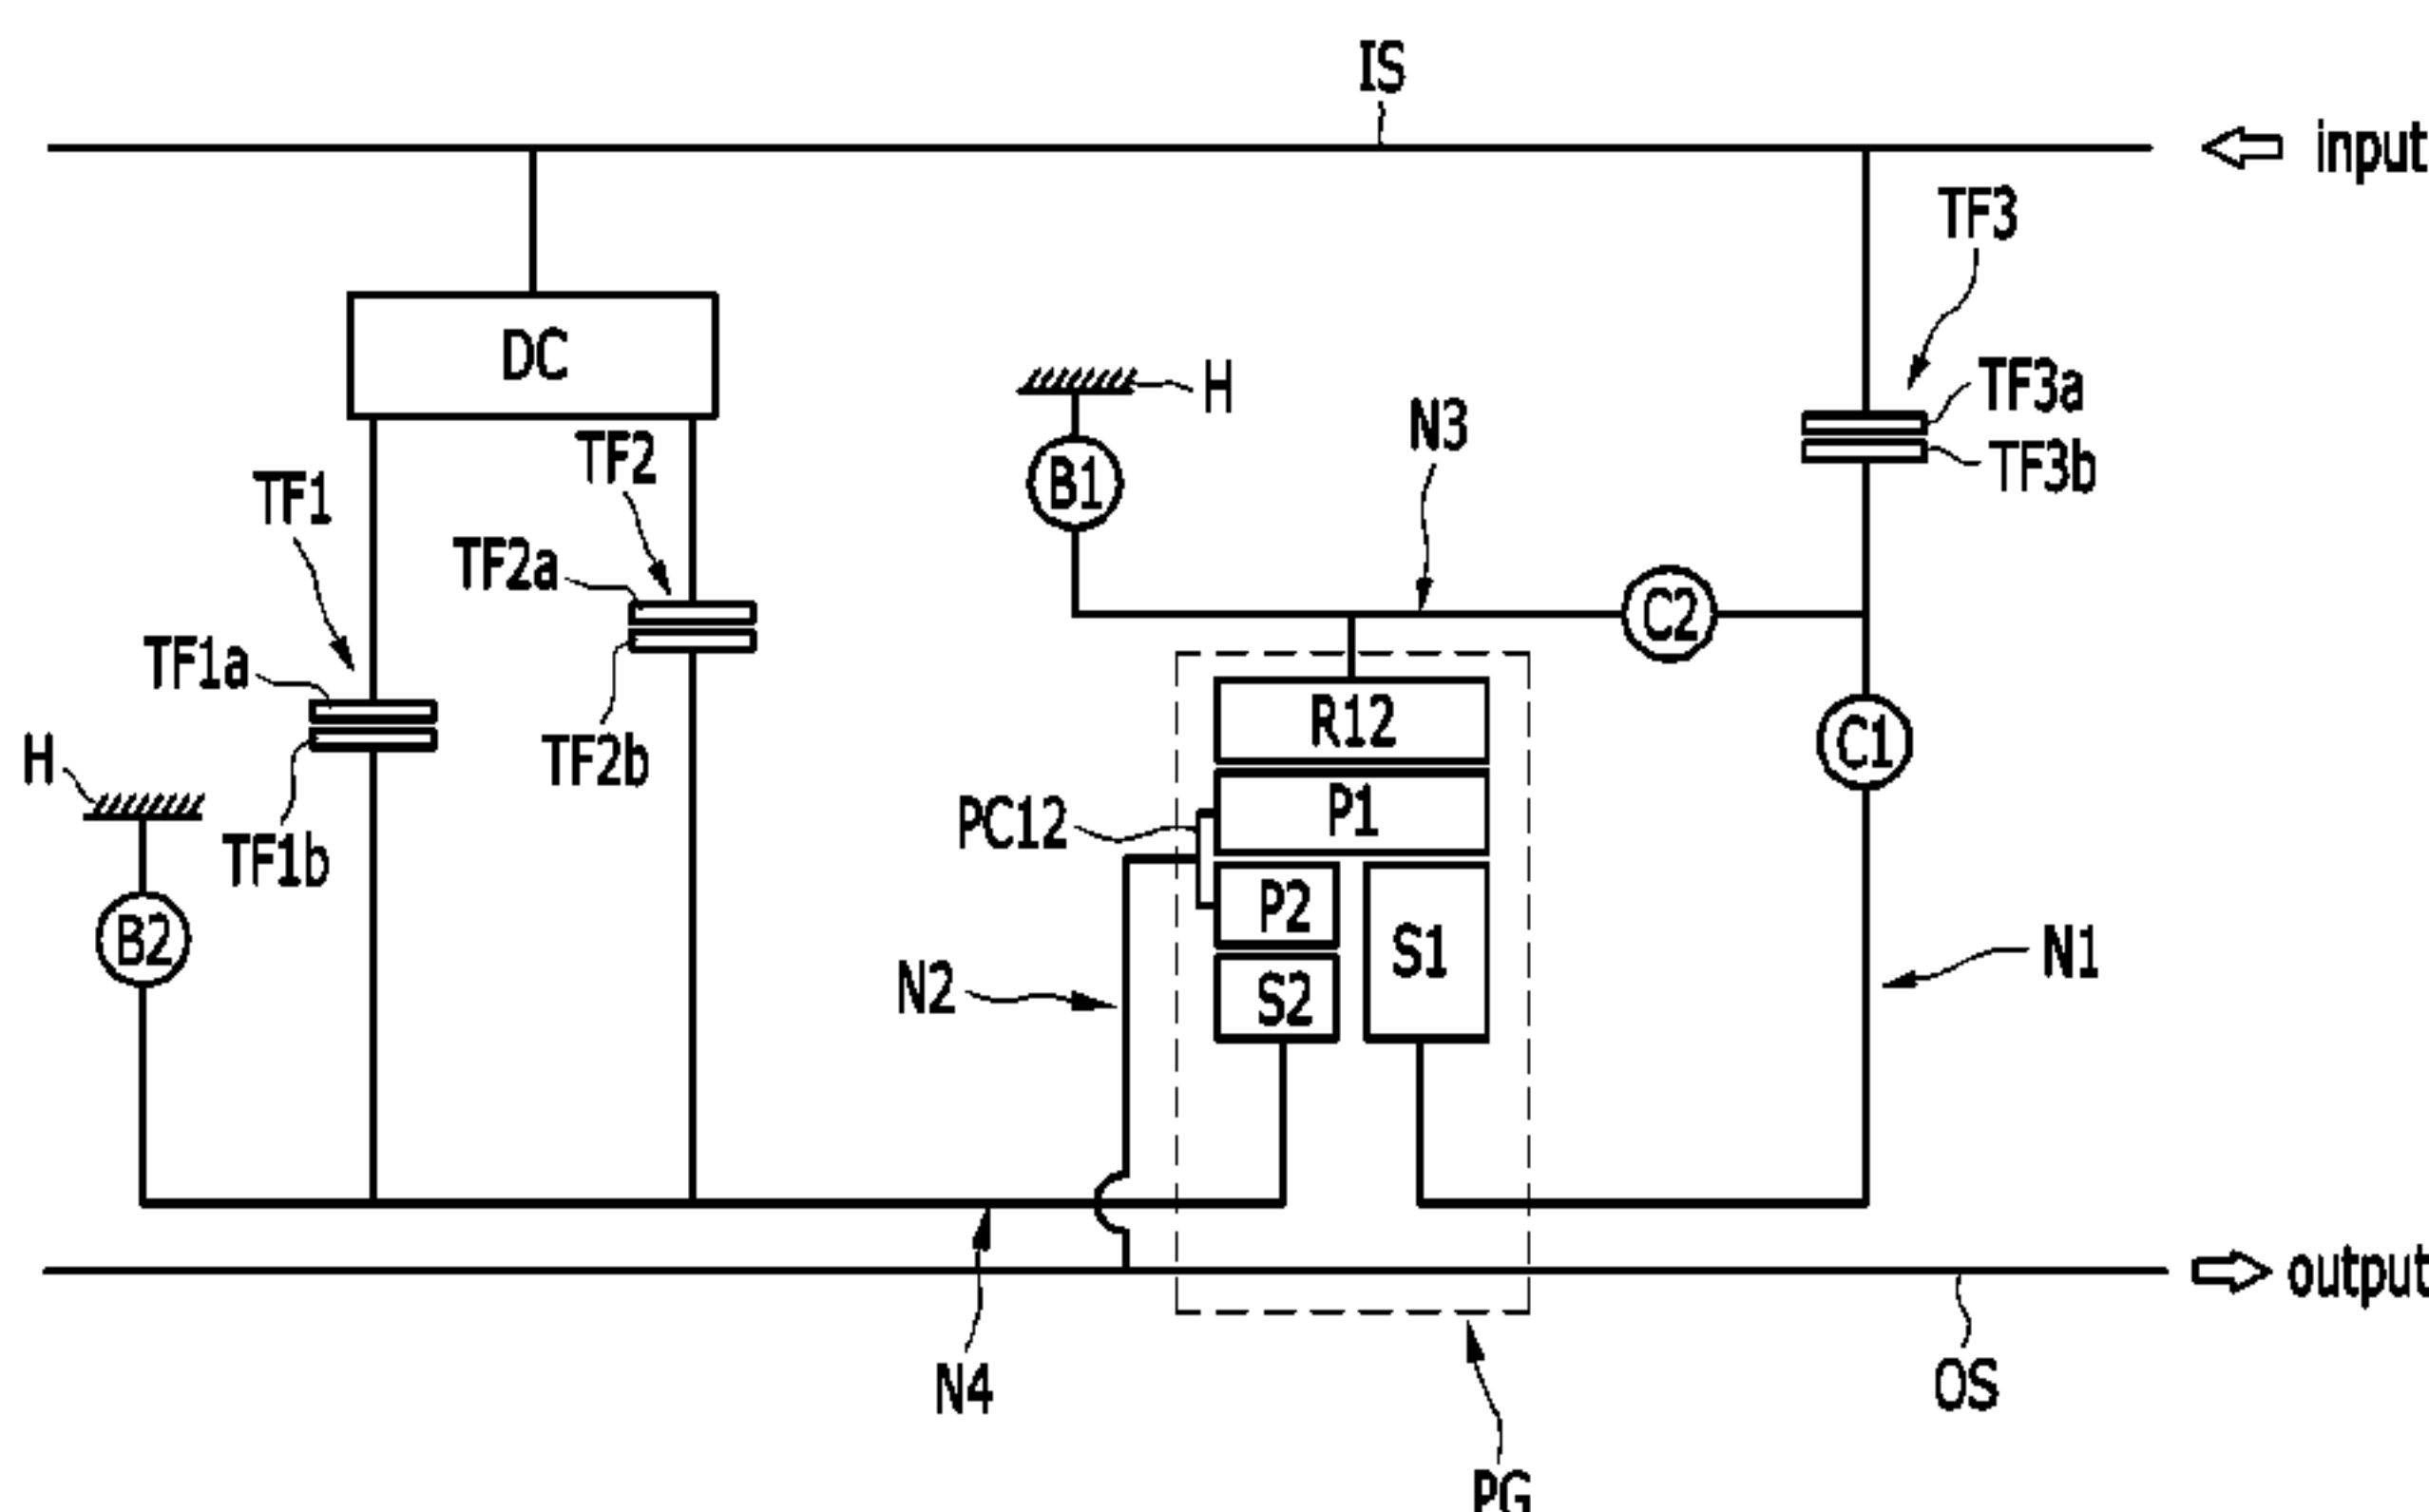 IS
input
TF3
DC
H
TF3a
N3
TF2
TF3b
B1
TF1
TF2a
C2
TF1a
R12
C1
H
TF2b
P1
PC12
TF1b
P2
B2
S1
N1
N2
S2
output
N4
OS
PG